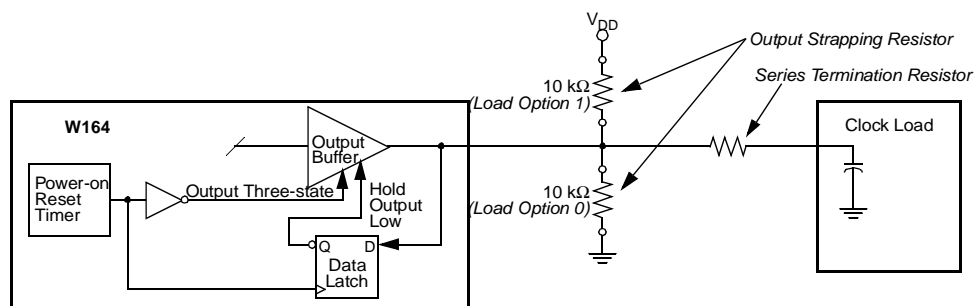 VDD
Output Strapping Resistor
Series Termination Resistor
10 kΩ
(Load Option 1)
W164
Output
Buffer
Clock Load
Power-on
Reset
Timer
Output Three-state
Hold
Output
Low
10 kΩ
(Load Option 0)
Q
D
Data
Latch